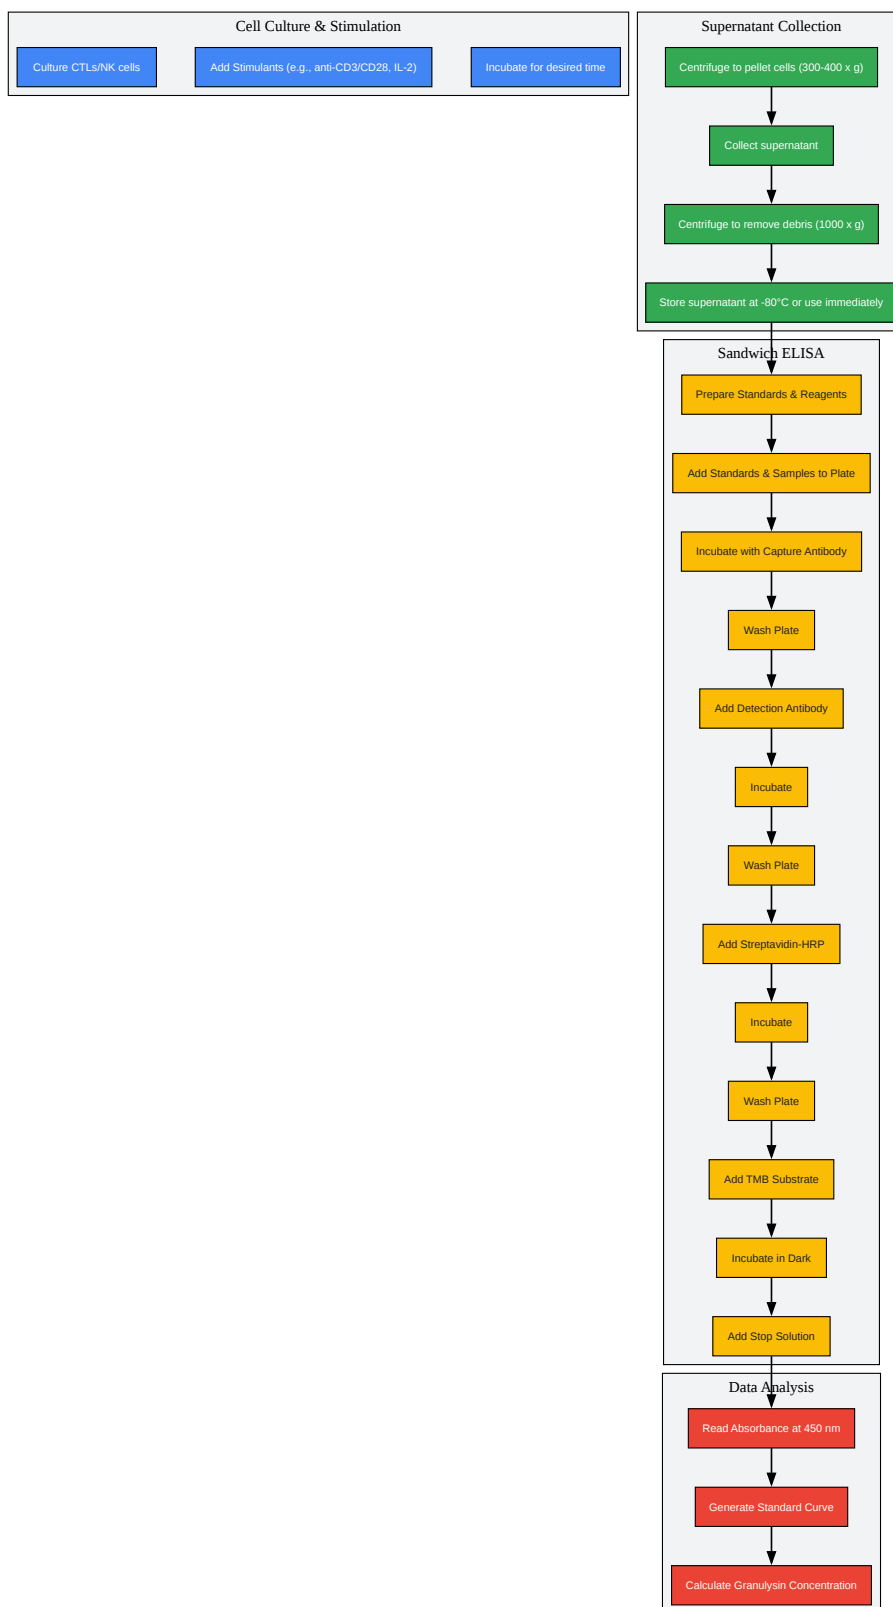 Cell Culture & Stimulation
Culture CTLs/NK cells
Add Stimulants (e.g., anti-CD3/CD28, IL-2)
Incubate for desired time
Supernatant Collection
Centrifuge to pellet cells (300-400 x g)
Collect supernatant
Centrifuge to remove debris (1000 x g)
Store supernatant at -80°C or use immediately
Sandwich ELISA
Prepare Standards & Reagents
Add Standards & Samples to Plate
Incubate with Capture Antibody
Wash Plate
Add Detection Antibody
Incubate
Wash Plate
Add Streptavidin-HRP
Incubate
Wash Plate
Add TMB Substrate
Incubate in Dark
Add Stop Solution
Data Analysis
Read Absorbance at 450 nm
Generate Standard Curve
Calculate Granulysin Concentration